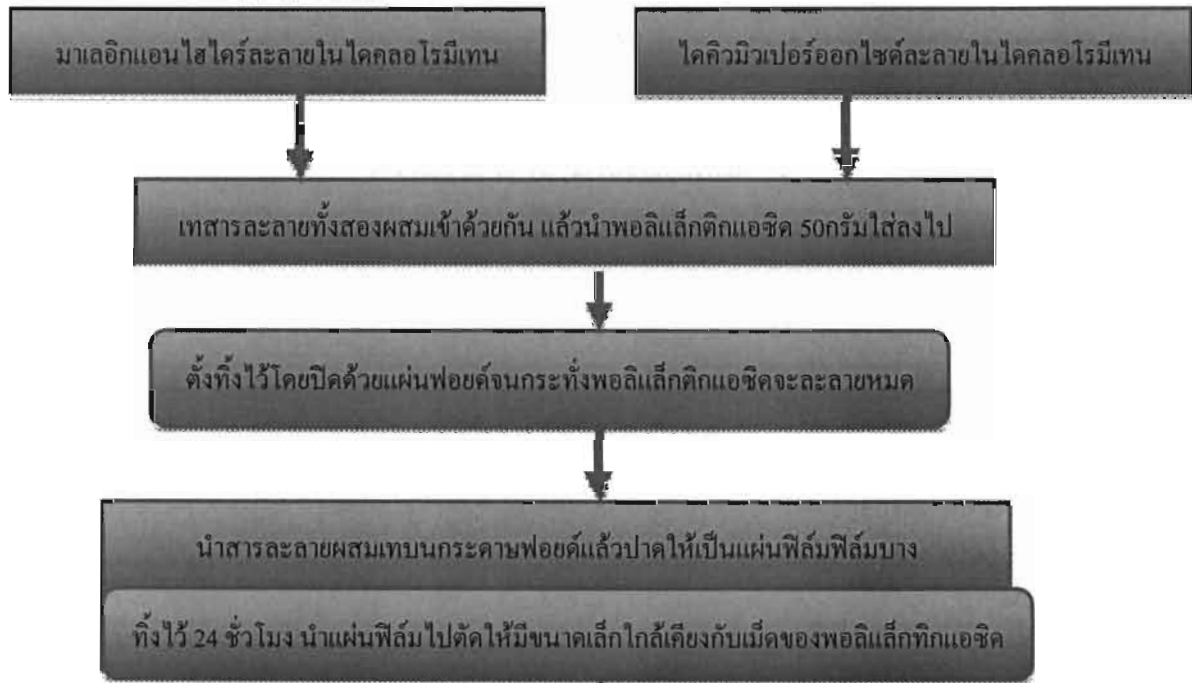 มาเลอิกแอนไฮไดร์ละลายในไดคลอโรมีเทน
ไดคิวมิวเปอร์ออกไซด์ละลายในไดคลอโรมีเทน
เทสารละลายทั้งสองผสมเข้าด้วยกัน แล้วนำพอลิแล็กติกแอซิด 50กรัมใส่ลงไป
ตั้งทิ้งไว้โดยปิดด้วยแผ่นฟอยด์จนกระทั่งพอลิแล็กติกแอซิดจะละลายหมด
นำสารละลายผสมเทบนกระดาษฟอยด์แล้วปาดให้เป็นแผ่นฟิล์มฟิล์มบาง
ทิ้งไว้ 24 ชั่วโมง นำแผ่นฟิล์มไปตัดให้มีขนาดเล็กใกล้เคียงกับเม็ดของพอลิแล็กทิกแอซิด